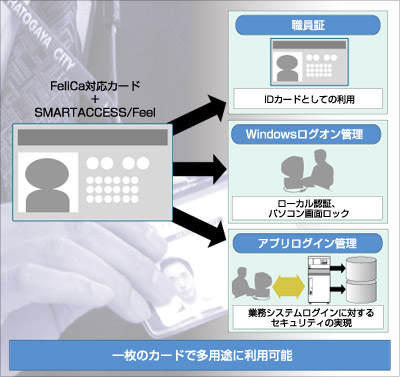 HATOGAYA CITY
FeliCa対応カード
+
SMARTACCESS/Feel
職員証
IDカードとしての利用
Windowsログオン管理
ローカル認証、
パソコン画面ロック
アプリログイン管理
業務システムログインに対する
セキュリティの実現
一枚のカードで多用途に利用可能